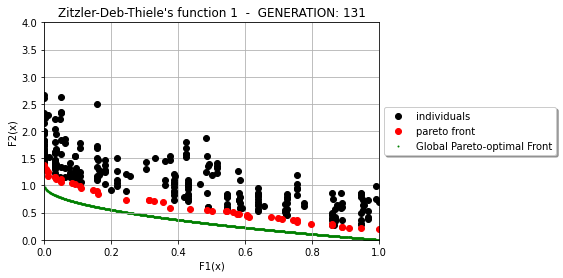 Zitzler-Deb-Thiele's function 1 - GENERATION: 131
4.0
3.5
3.0
2.5
2.0
1.5
1.0
0.5
0.0
F2(x)
0.0 0.2 0.4 0.6 0.8 1.0
F1(x)
individuals
pareto front
Global Pareto-optimal Front